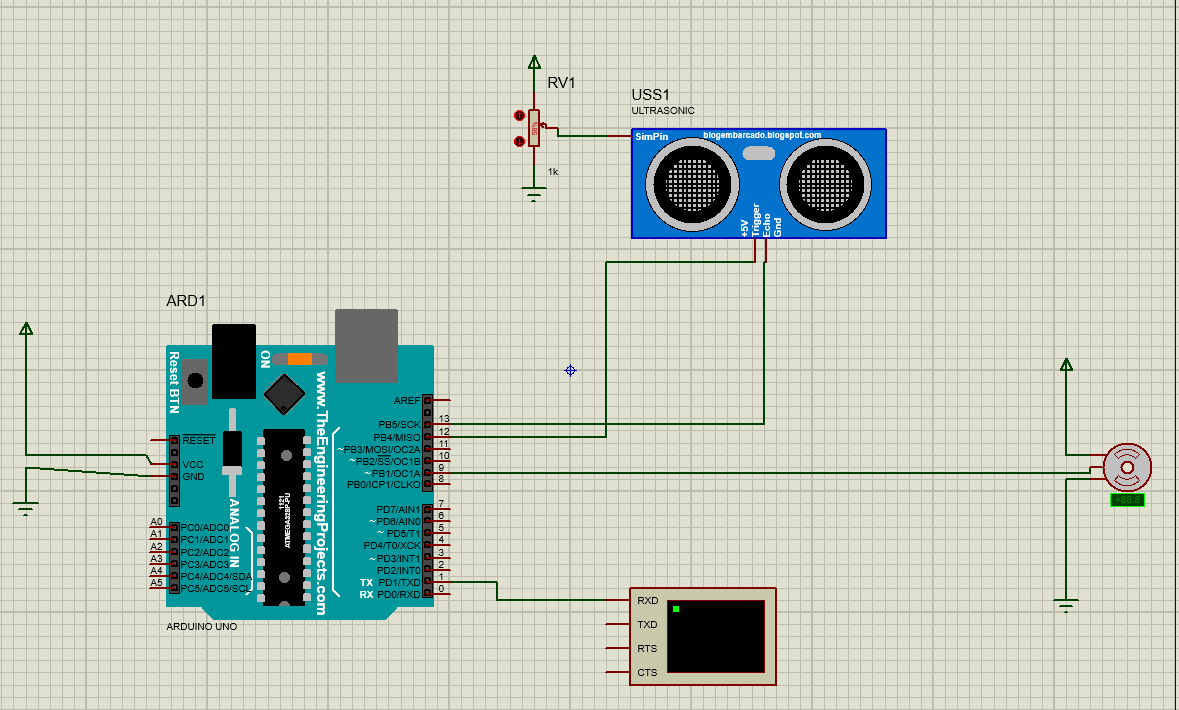 RV1
58%
1k
USS1
ULTRASONIC
SimPin
blogembarcado.blogspot.com
+5V
Trigger
Echo
Gnd
ARD1
Reset BTN
ON
www.TheEngineeringProjects.com
RESET
VCC
GND
ANALOG IN
A0 PC0/ADC0
A1 PC1/ADC1
A2 PC2/ADC2
A3 PC3/ADC3
A4 PC4/ADC4/SDA
A5 PC5/ADC5/SCL
1121
ATMEGA328P-PU
AREF
PB5/SCK 13
PB4/MISO 12
~PB3/MOSI/OC2A 11
~PB2/SS/OC1B 10
~PB1/OC1A 9
PB0/ICP1/CLKO 8
PD7/AIN1 7
~PD6/AIN0 6
~PD5/T1 5
PD4/T0/XCK 4
~PD3/INT1 3
PD2/INT0 2
TX PD1/TXD 1
RX PD0/RXD 0
ARDUINO UNO
RXD
TXD
RTS
CTS